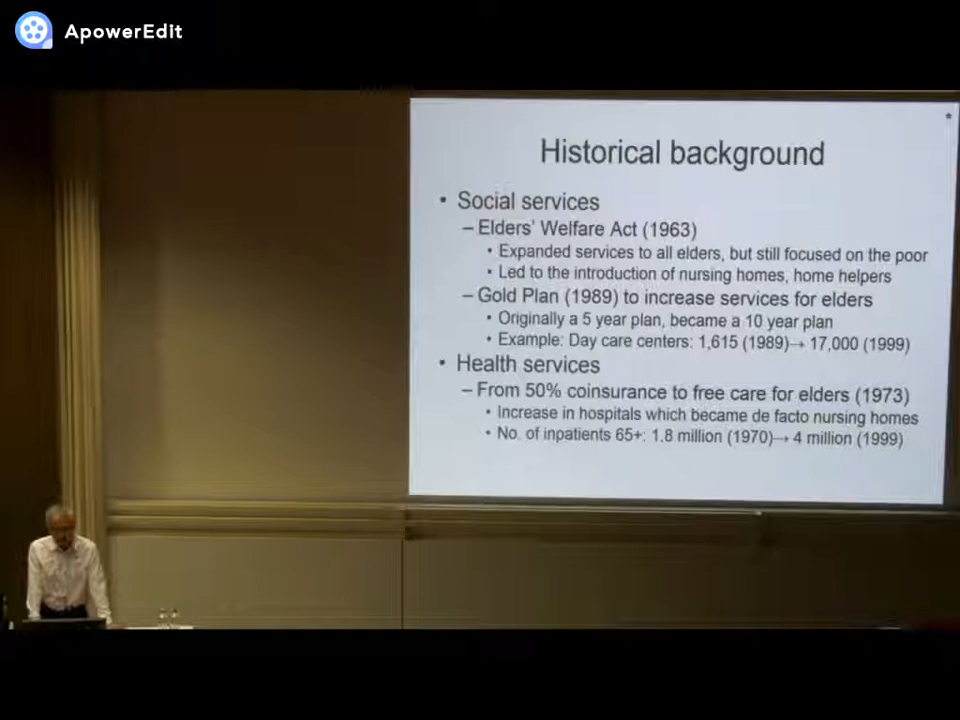 ApowerEdit
*
Historical background
• Social services
– Elders' Welfare Act (1963)
• Expanded services to all elders, but still focused on the poor
• Led to the introduction of nursing homes, home helpers
– Gold Plan (1989) to increase services for elders
• Originally a 5 year plan, became a 10 year plan
• Example: Day care centers: 1,615 (1989)→ 17,000 (1999)
• Health services
– From 50% coinsurance to free care for elders (1973)
• Increase in hospitals which became de facto nursing homes
• No. of inpatients 65+: 1.8 million (1970)→ 4 million (1999)